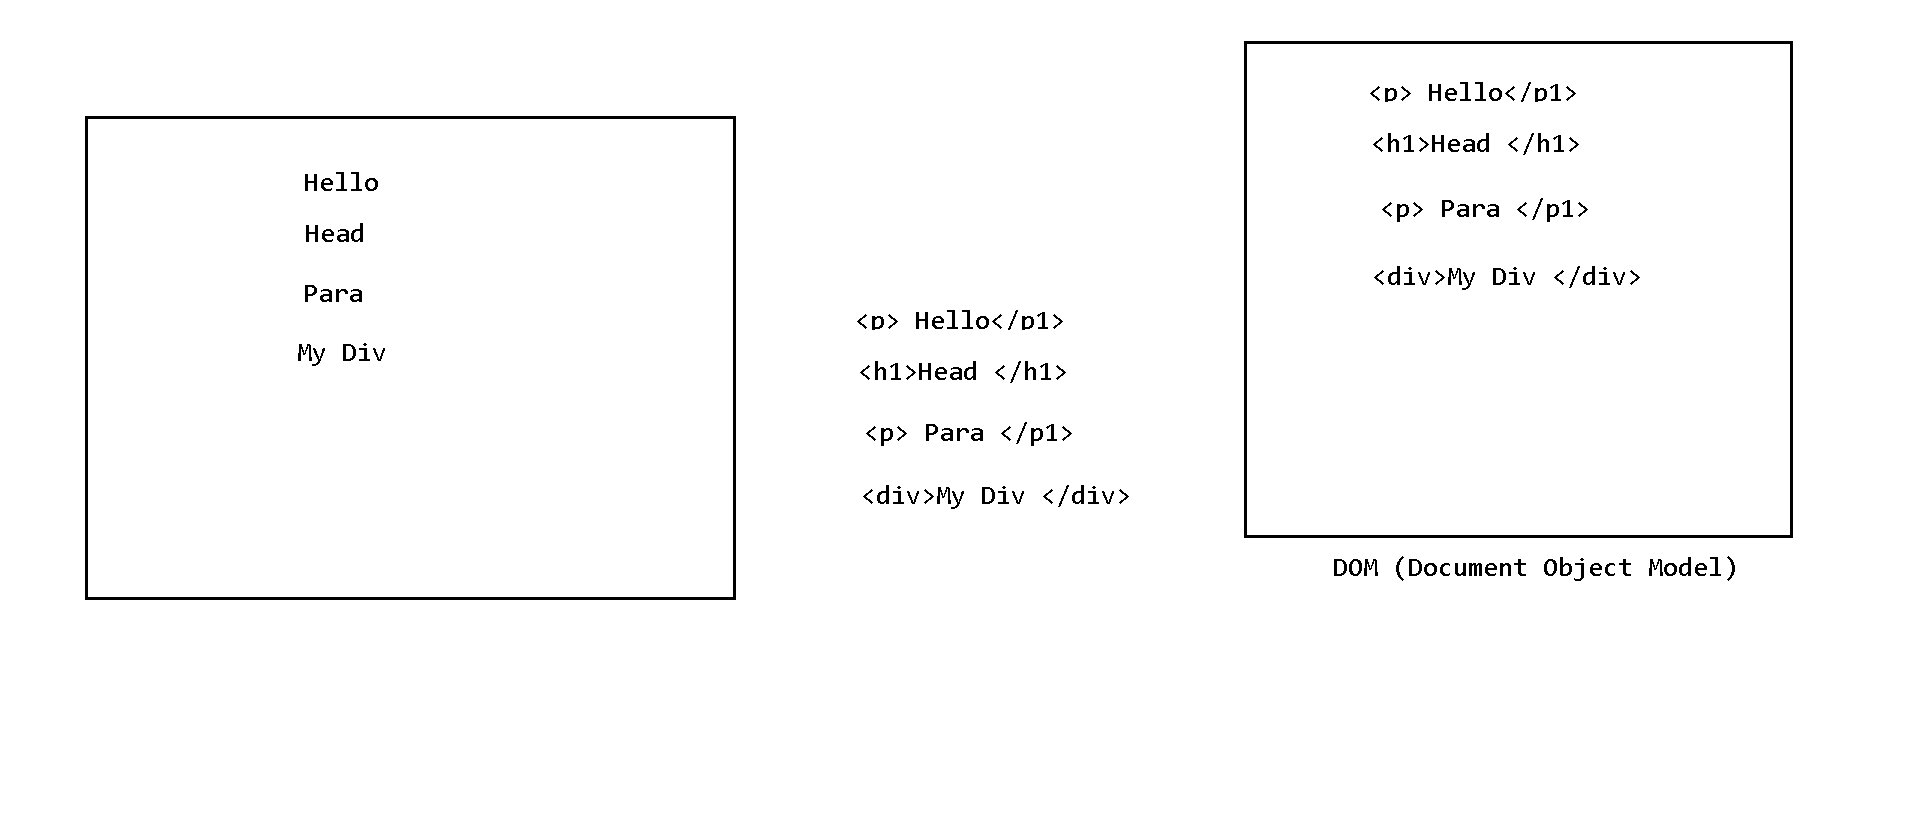 Hello
Head
Para
My Div
<p> Hello</p1>
<h1>Head </h1>
<p> Para </p1>
<div>My Div </div>
<p> Hello</p1>
<h1>Head </h1>
<p> Para </p1>
<div>My Div </div>
DOM (Document Object Model)